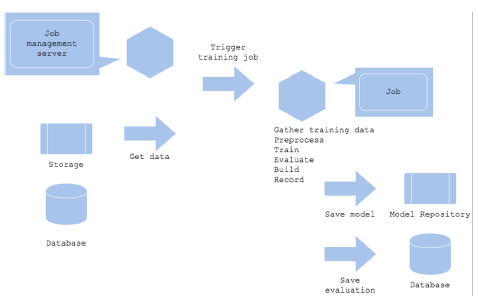 Job
management
server
Trigger
training job
Job
Storage
Get data
Gather training data
Preprocess
Train
Evaluate
Build
Record
Database
Save model
Model Repository
Save
evaluation
Database